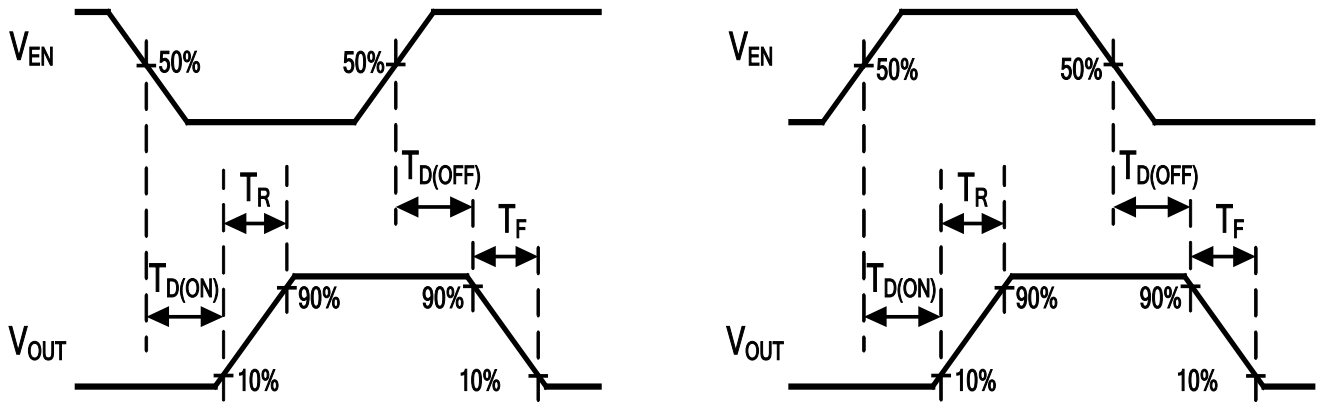 V_EN 50% 50%
T_R T_D(OFF)
T_F
T_D(ON)
90% 90%
V_OUT
10% 10%
V_EN 50% 50%
T_R T_D(OFF)
T_F
T_D(ON)
90% 90%
V_OUT
10% 10%